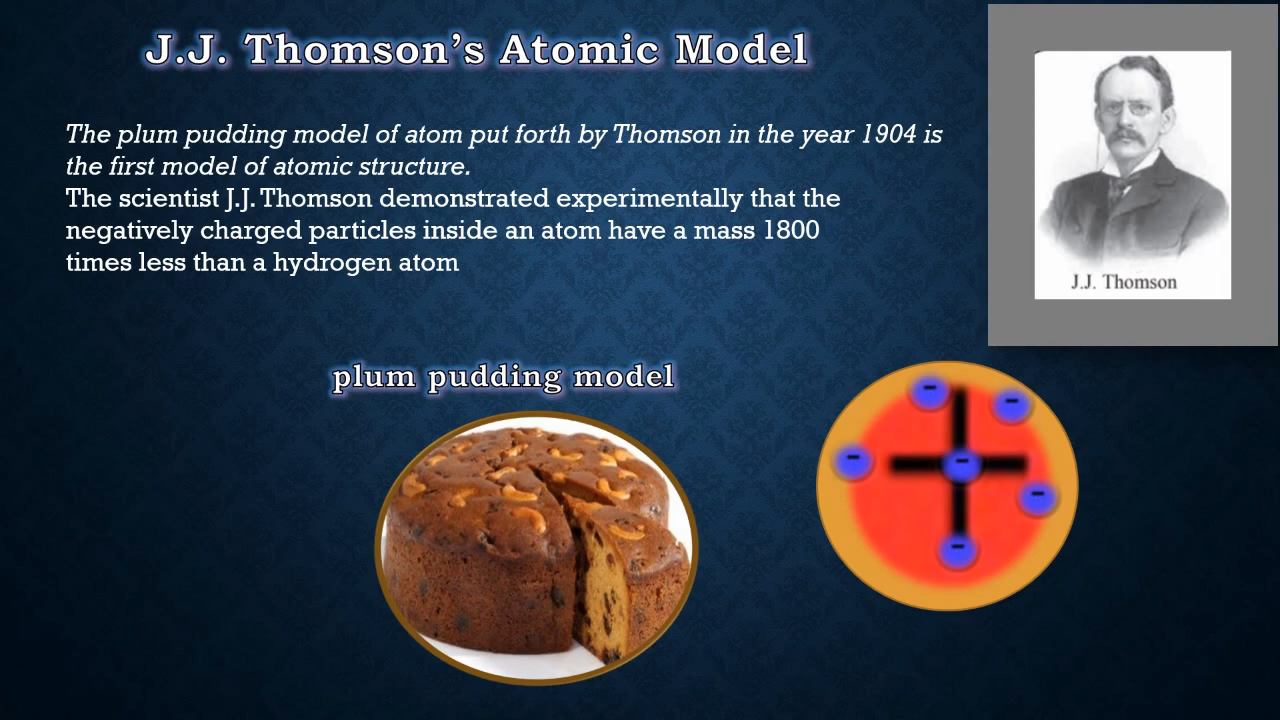 J.J. Thomson’s Atomic Model
The plum pudding model of atom put forth by Thomson in the year 1904 is
the first model of atomic structure.
The scientist J.J. Thomson demonstrated experimentally that the
negatively charged particles inside an atom have a mass 1800
times less than a hydrogen atom
J.J. Thomson
plum pudding model